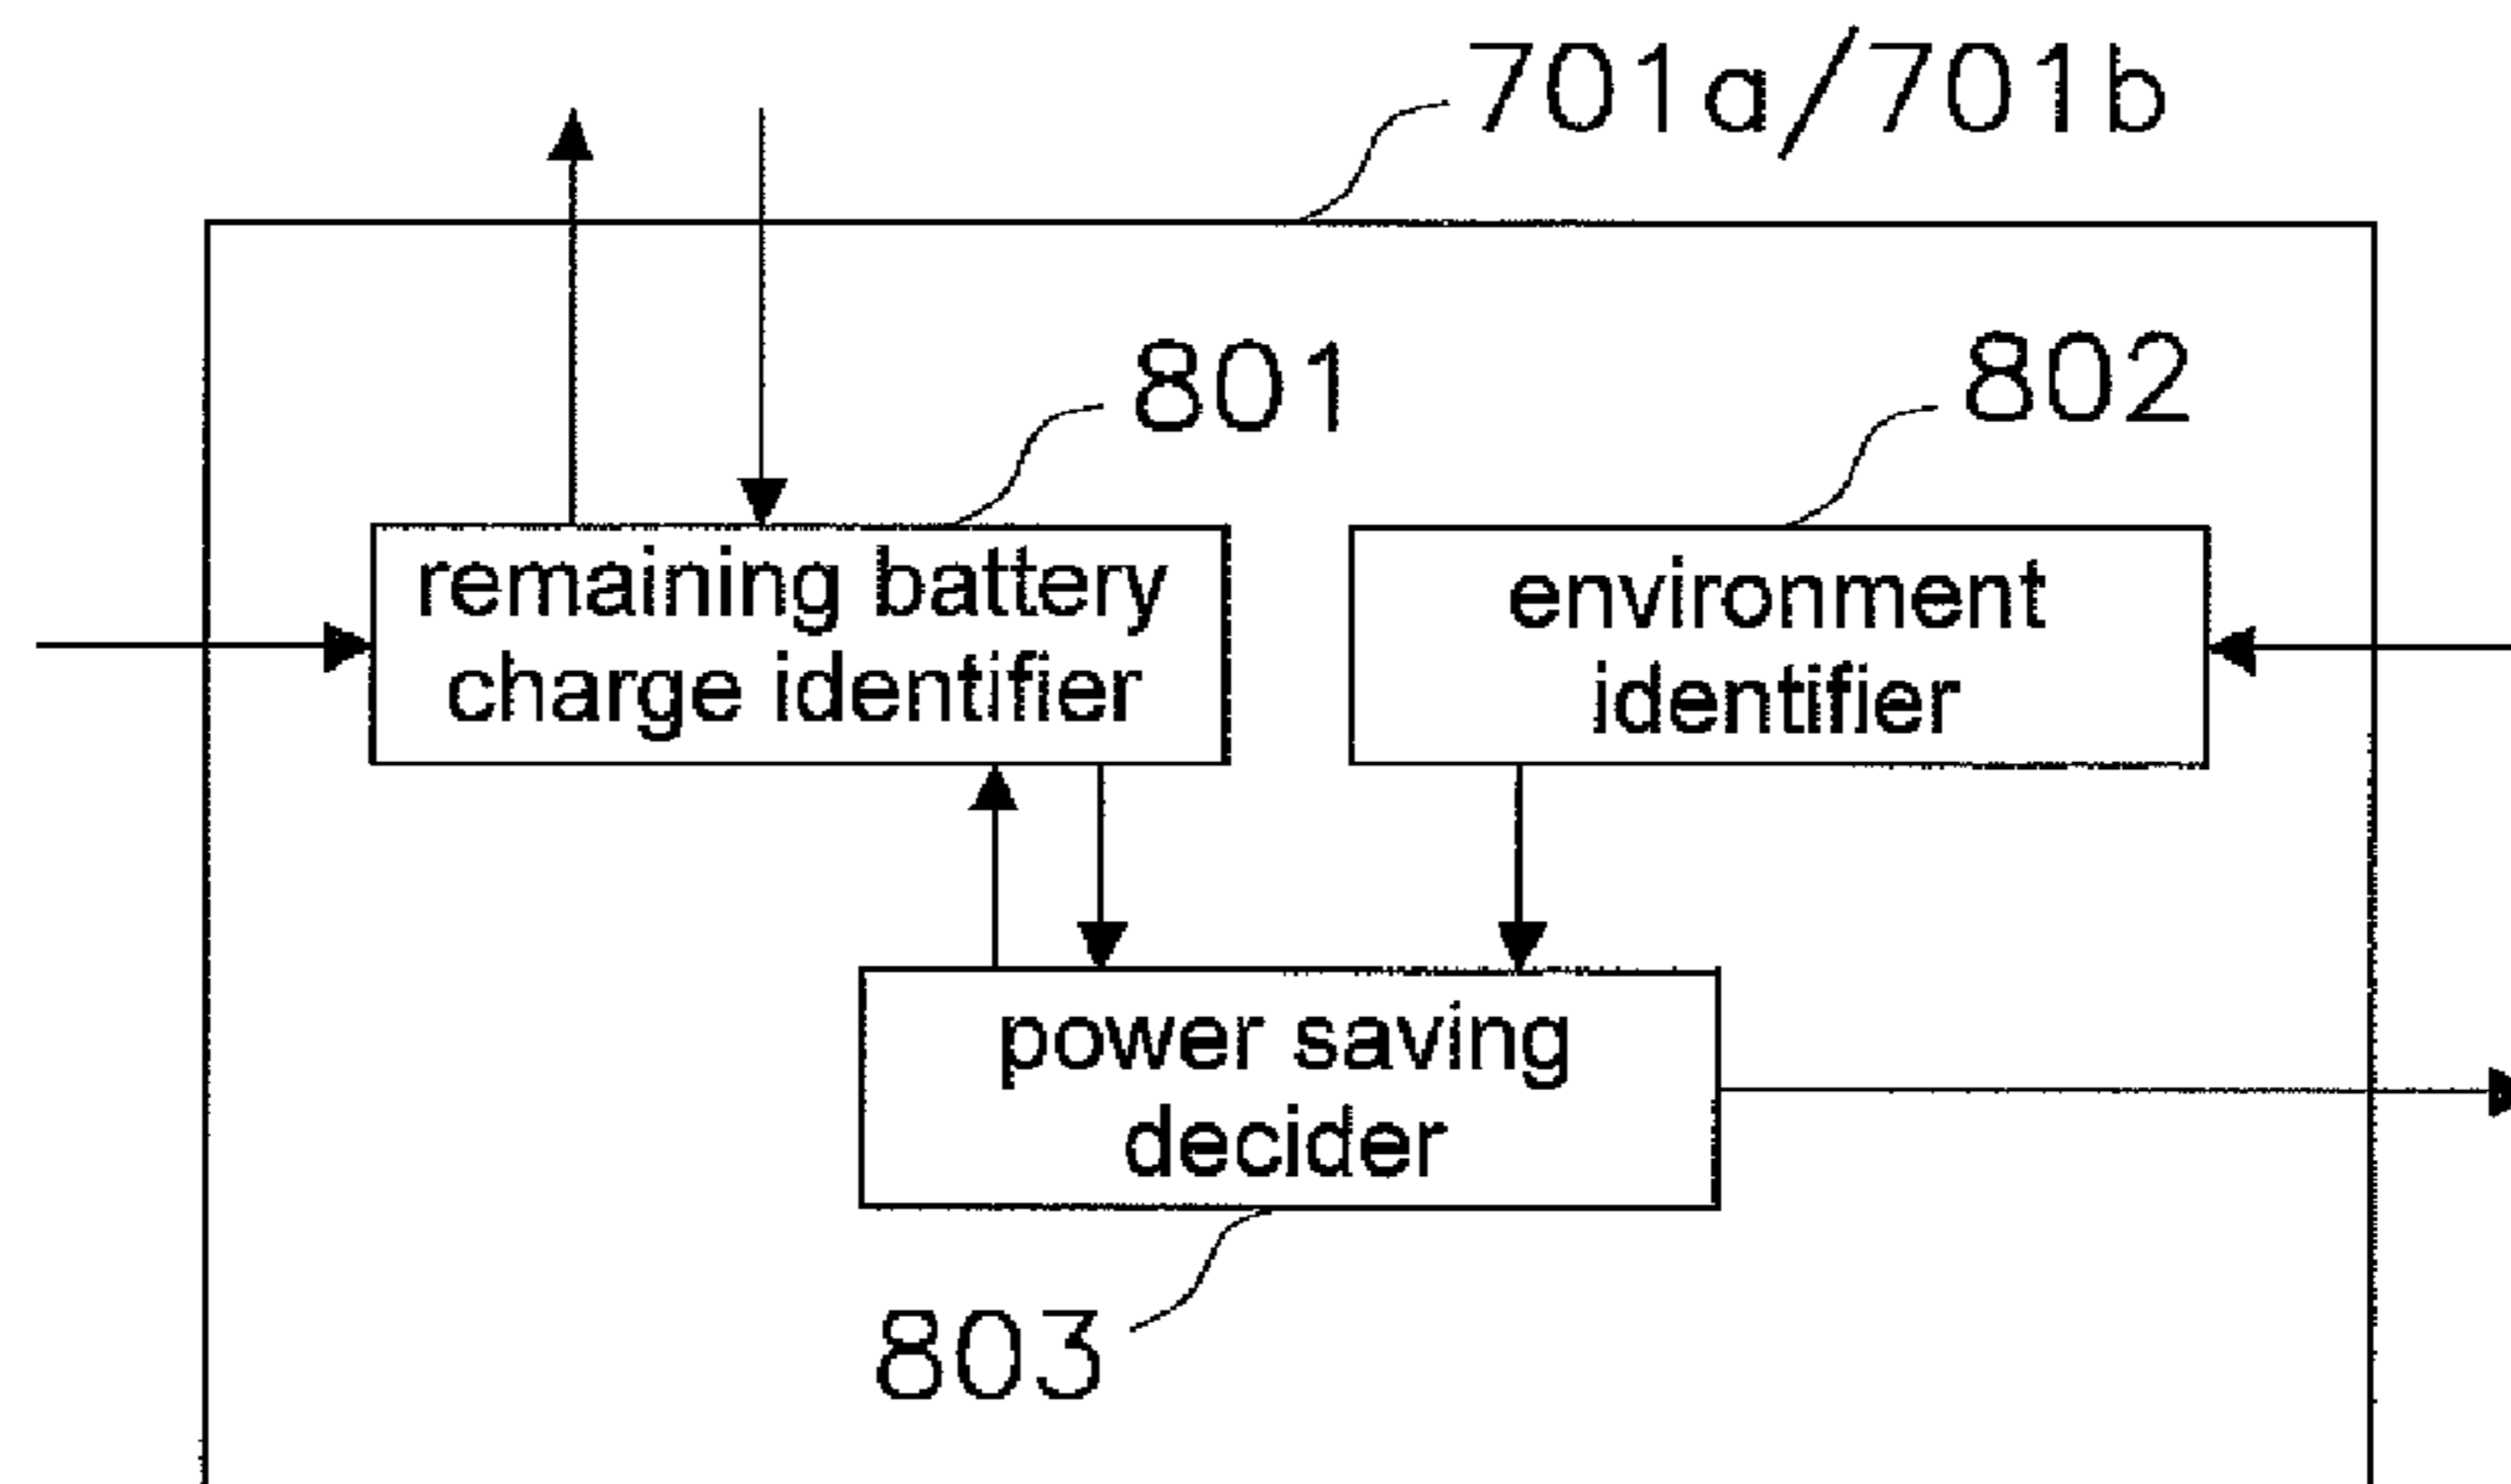 701a/701b
801
802
remaining battery
charge identifier
environment
identifier
power saving
decider
803